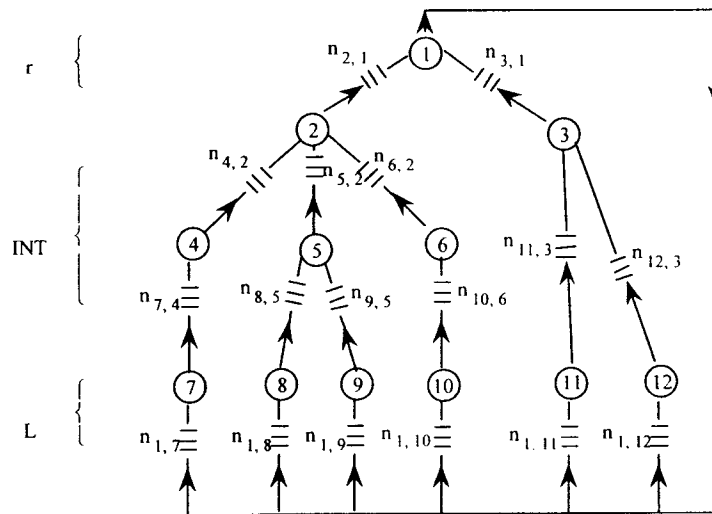 r
n2,1
1
n3,1
2
3
n4,2
n5,2
n6,2
INT
4
5
6
n11,3
n12,3
n7,4
n8,5
n9,5
n10,6
7
8
9
10
11
12
L
n1,7
n1,8
n1,9
n1,10
n1,11
n1,12